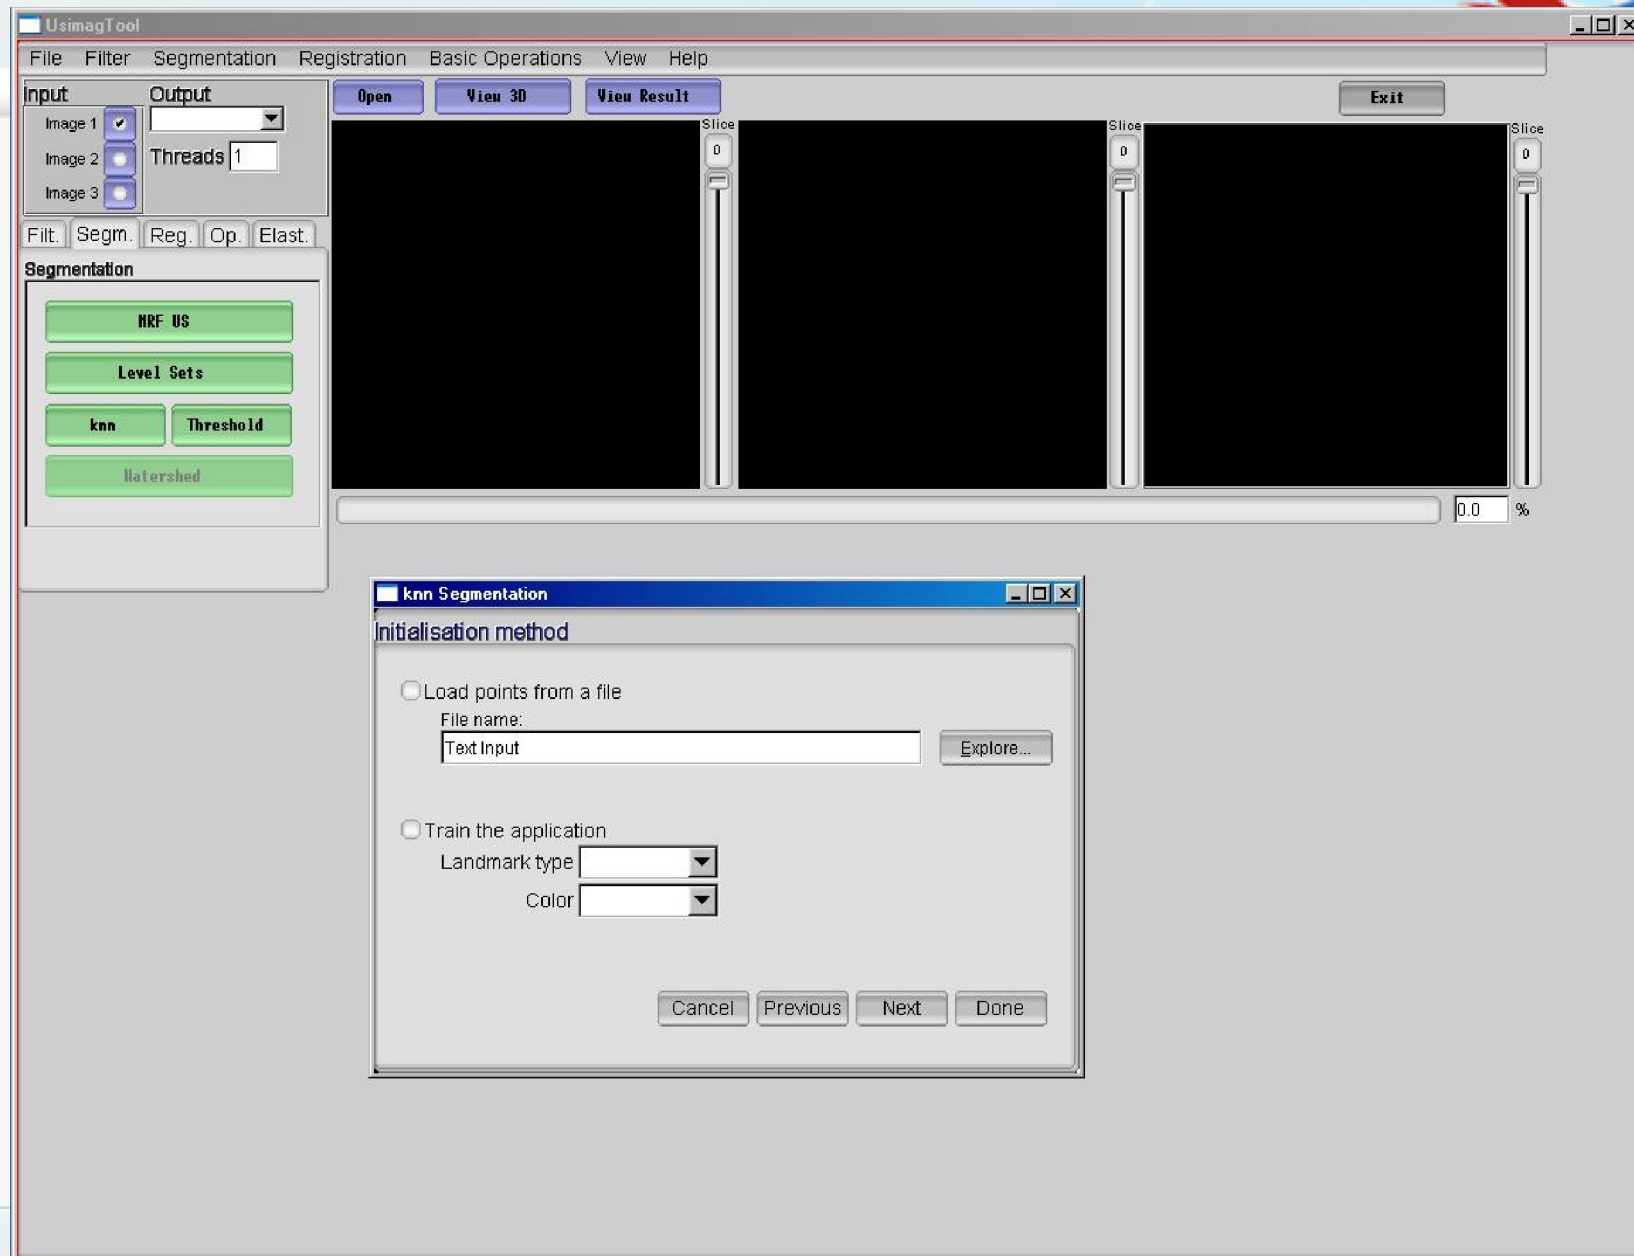 UsimagTool
File Filter Segmentation Registration Basic Operations View Help
Input Output
Open View 3D View Result Exit
Image 1
Image 2 Threads 1
Image 3
Slice Slice Slice
0 0 0
Filt. Segm. Reg. Op. Elast.
Segmentation
MRF US
Level Sets
knn Threshold
Watershed
0.0 %
knn Segmentation
Initialisation method
Load points from a file
File name:
Text Input Explore...
Train the application
Landmark type
Color
Cancel Previous Next Done